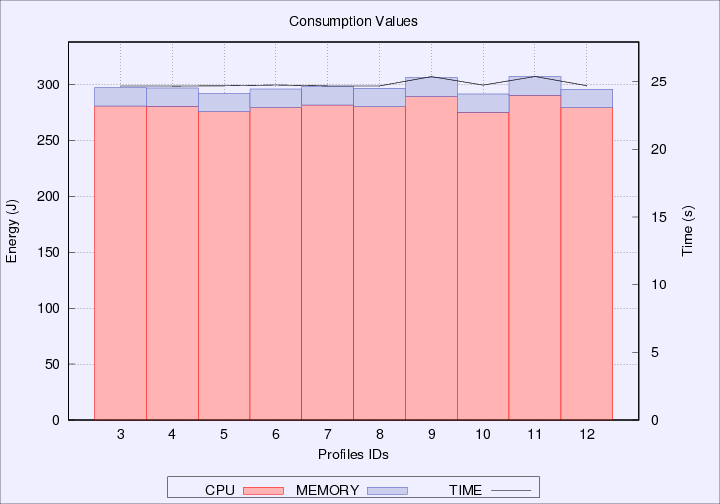 Consumption Values
300
250
200
150
100
50
0
Energy (J)
25
20
15
10
5
0
Time (s)
3 4 5 6 7 8 9 10 11 12
Profiles IDs
CPU MEMORY TIME